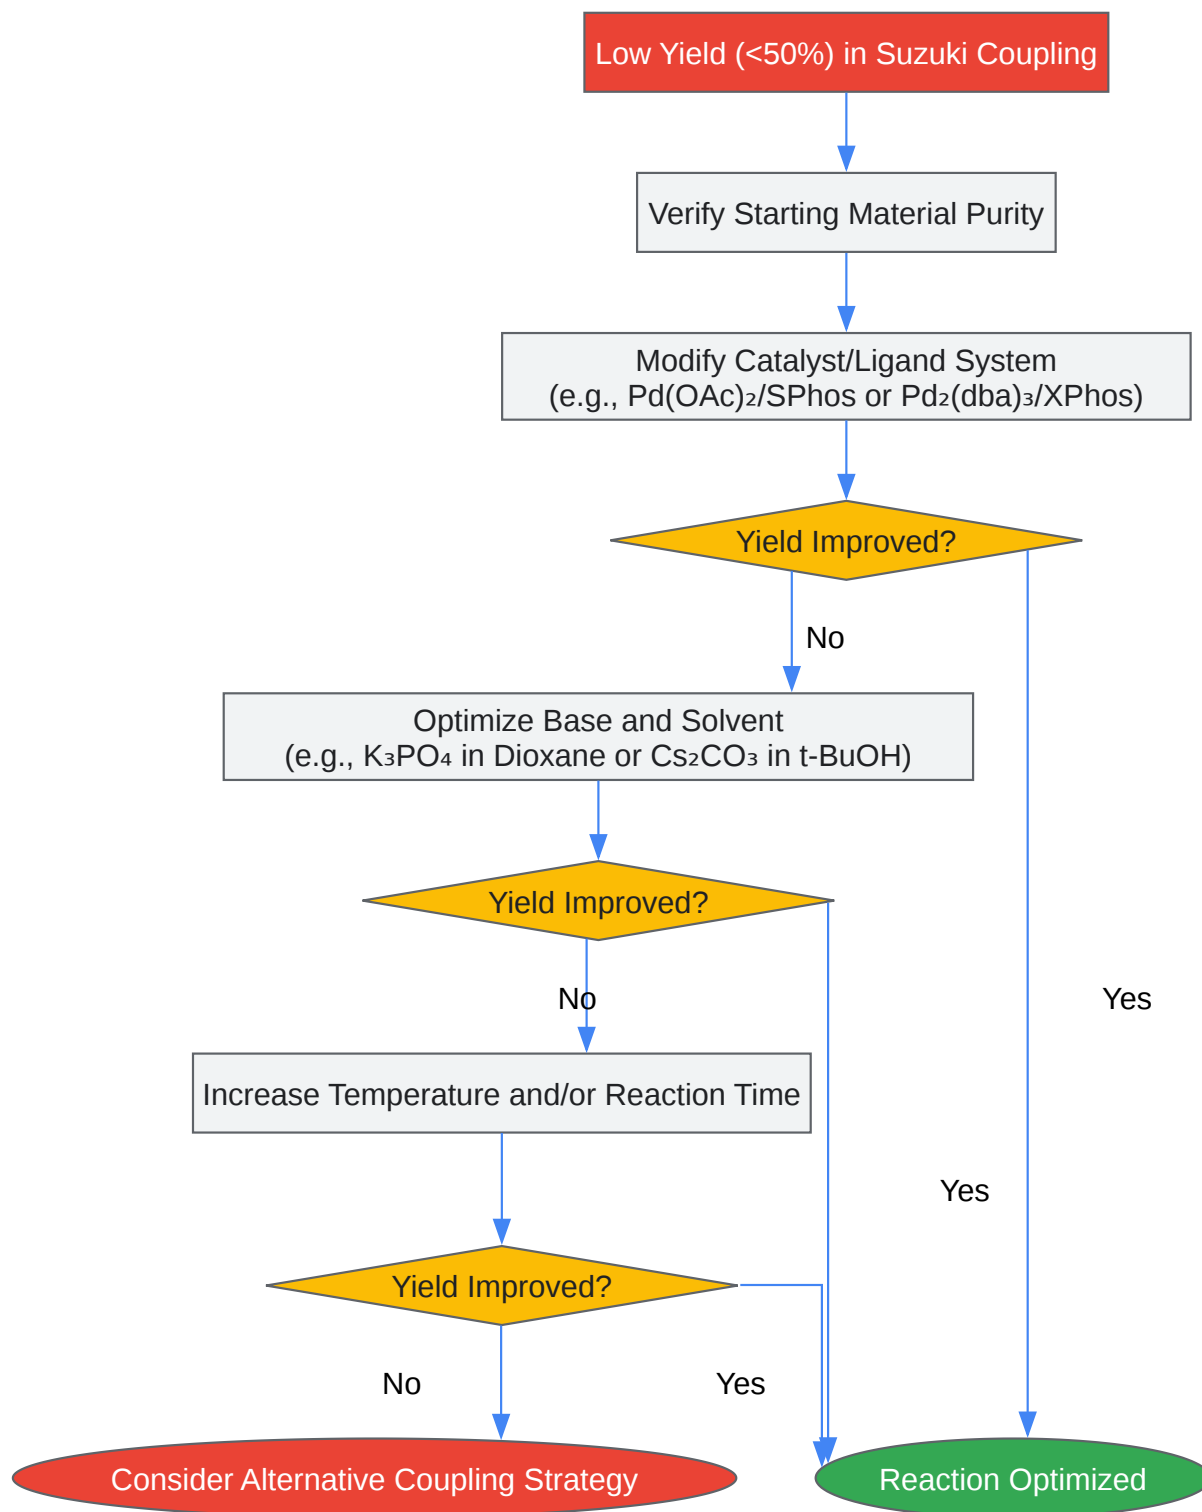 Low Yield (<50%) in Suzuki Coupling
Verify Starting Material Purity
Modify Catalyst/Ligand System
(e.g., Pd(OAc)₂/SPhos or Pd₂(dba)₃/XPhos)
Yield Improved?
No
Optimize Base and Solvent
(e.g., K₃PO₄ in Dioxane or Cs₂CO₃ in t-BuOH)
Yield Improved?
No
Yes
Increase Temperature and/or Reaction Time
Yes
Yield Improved?
No
Yes
Consider Alternative Coupling Strategy
Reaction Optimized